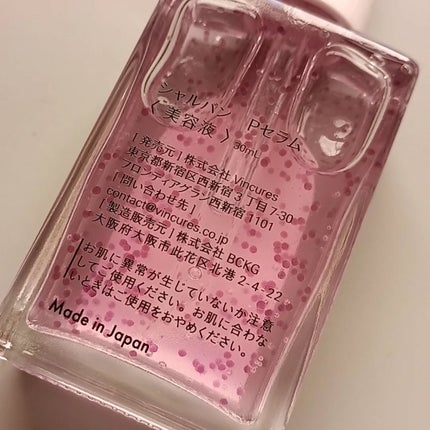 シャルバン Pセラム
〈 美容液 〉 30mL
[ 発売元 ] 株式会社 Vincures
東京都新宿区西新宿3丁目7-30
フロンティアグラン西新宿1101
[ 問い合わせ先 ]
contact@vincures.co.jp
[ 製造販売元 ] 株式会社 BCKG
大阪府大阪市此花区北港 2-4-22
お肌に異常が生じていないか注意
してご使用ください。お肌に合わな
いときはご使用をおやめください。
Made in Japan